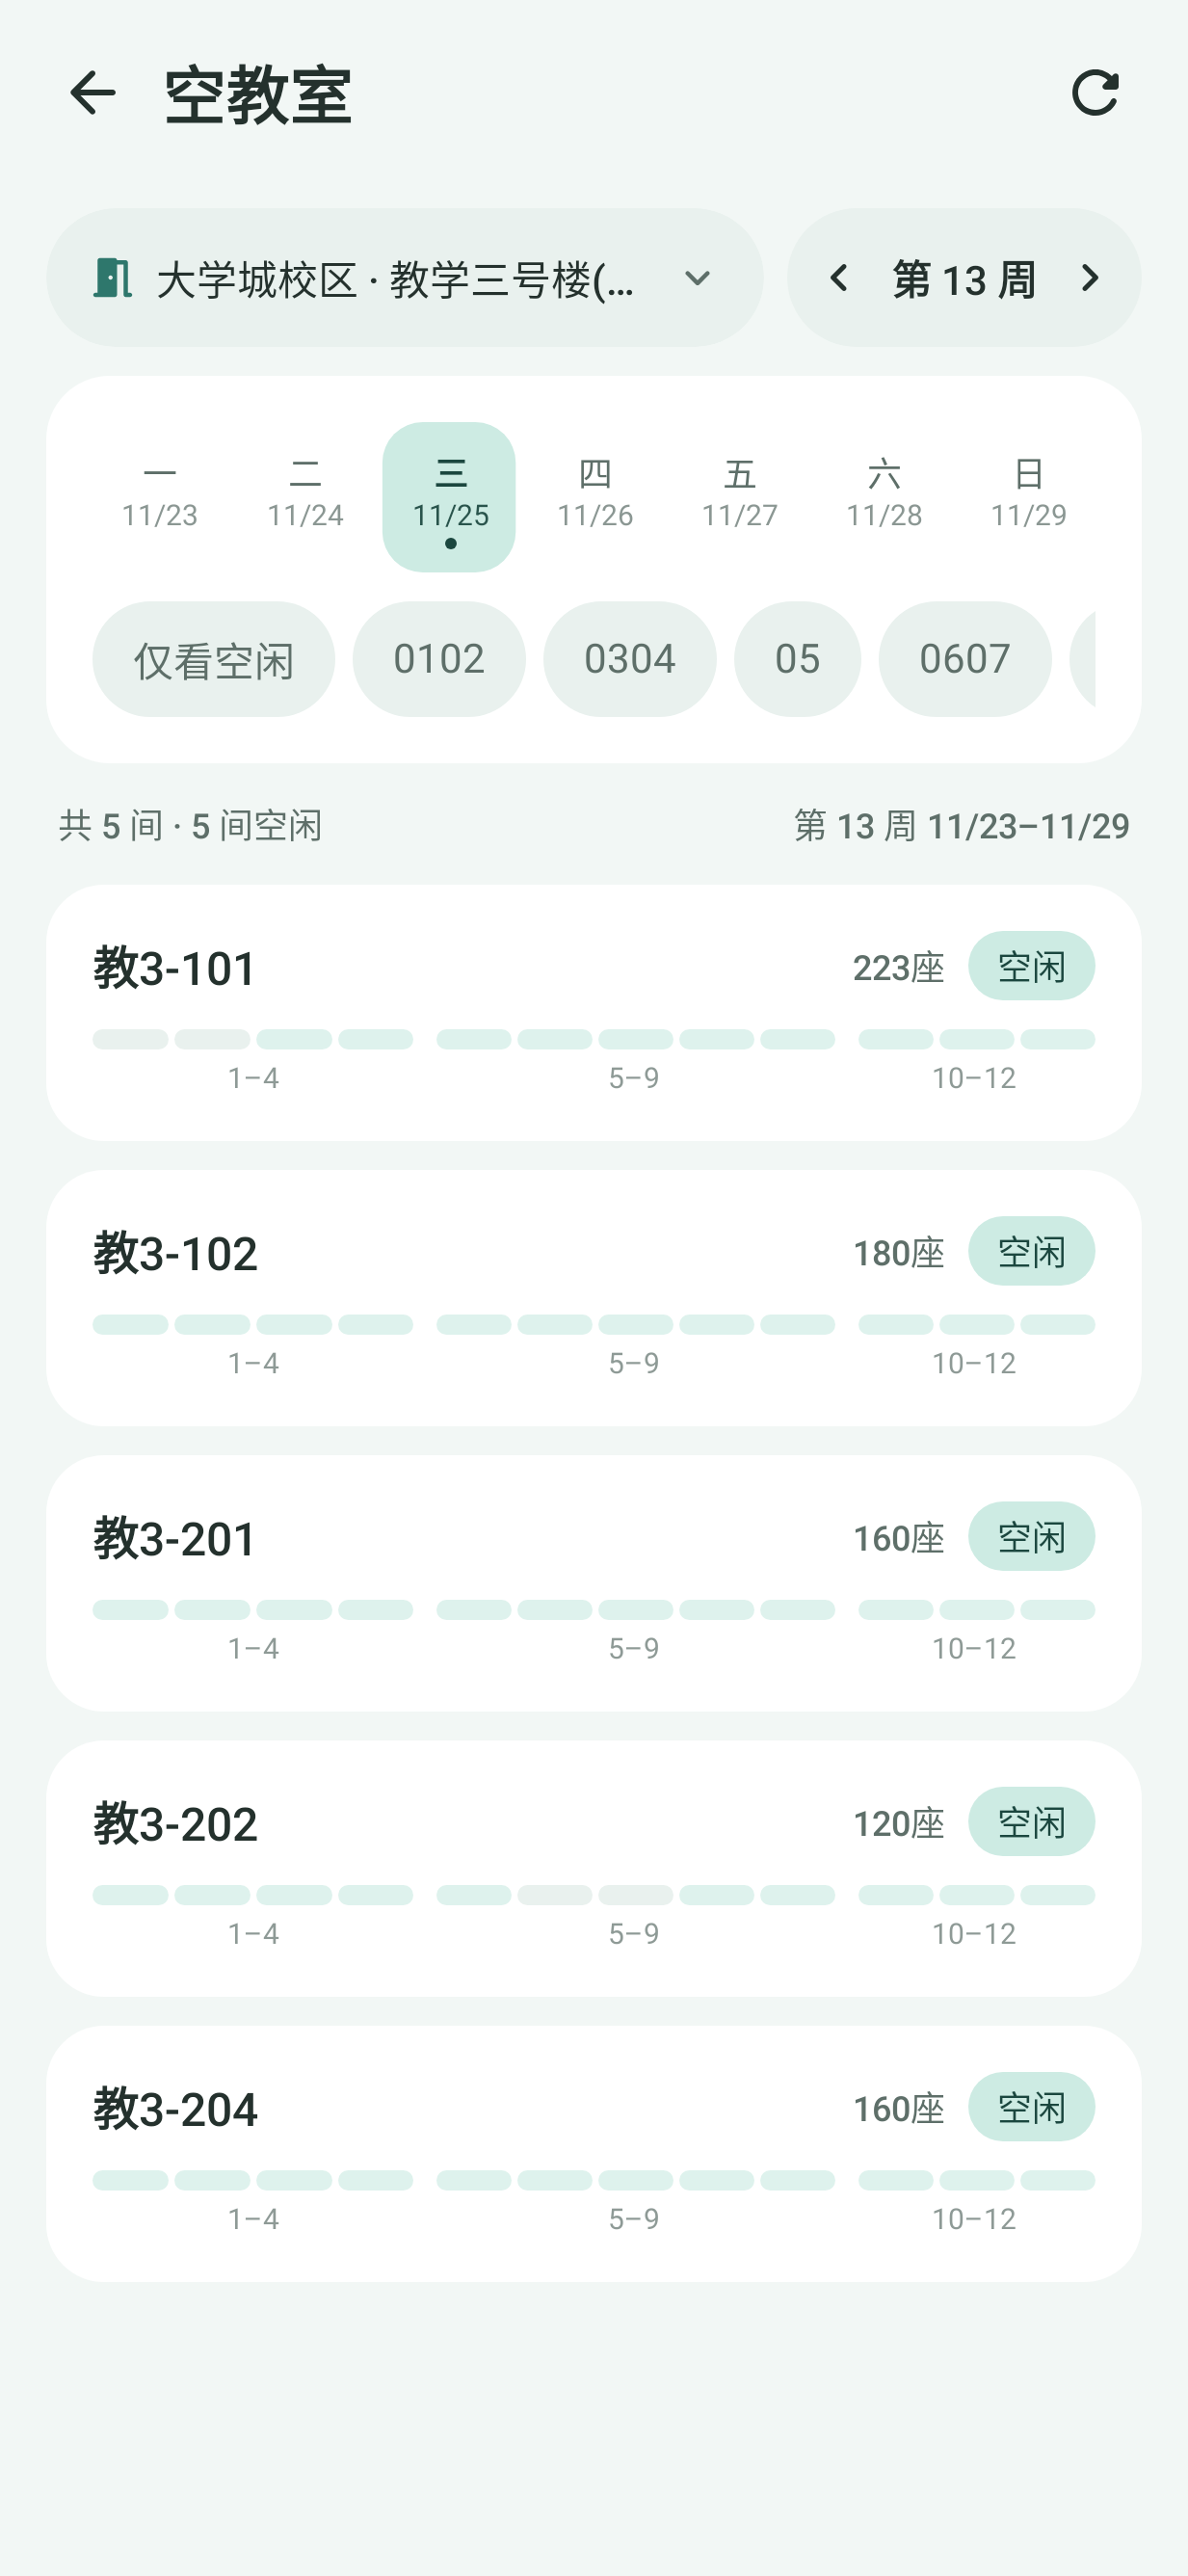 空教室
大学城校区 · 教学三号楼(...
第 13 周
一 二 三 四 五 六 日
11/23 11/24 11/25 11/26 11/27 11/28 11/29
仅看空闲 0102 0304 05 0607
共 5 间 · 5 间空闲 第 13 周 11/23–11/29
教3-101 223座 空闲
1–4 5–9 10–12
教3-102 180座 空闲
1–4 5–9 10–12
教3-201 160座 空闲
1–4 5–9 10–12
教3-202 120座 空闲
1–4 5–9 10–12
教3-204 160座 空闲
1–4 5–9 10–12